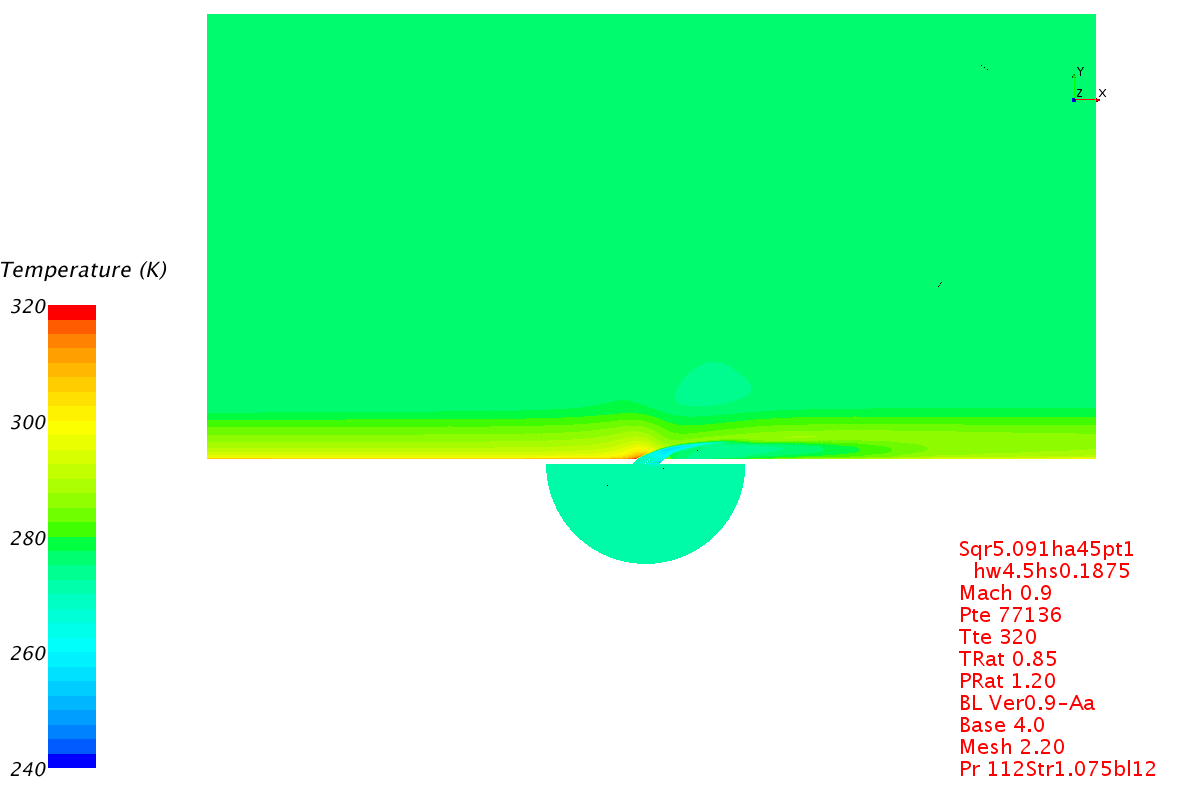 Y
Z X
Temperature (K)
320
300
280
260
240
Sqr5.091ha45pt1
hw4.5hs0.1875
Mach 0.9
Pte 77136
Tte 320
TRat 0.85
PRat 1.20
BL Ver0.9-Aa
Base 4.0
Mesh 2.20
Pr 112Str1.075bl12